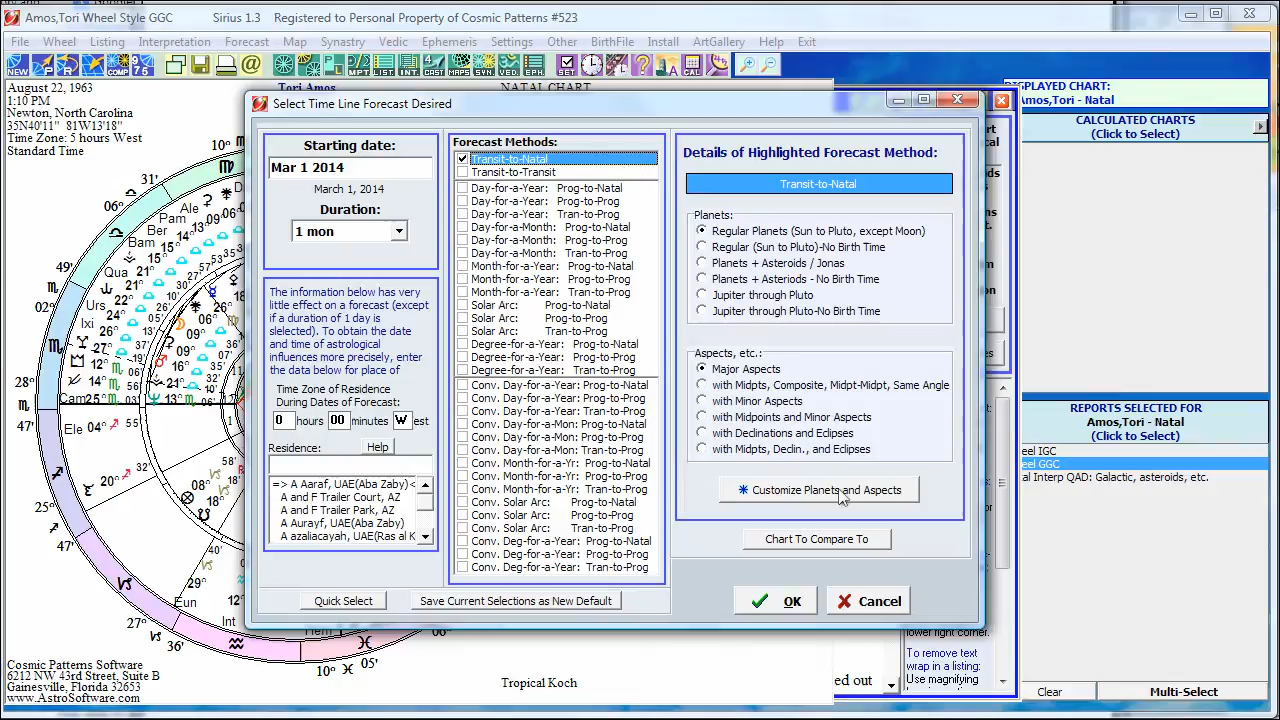 Amos,Tori Wheel Style GGC Sirius 1.3 Registered to Personal Property of Cosmic Patterns #523
File Wheel Listing Interpretation Forecast Map Synastry Vedic Ephemeris Settings Other BirthFile Install ArtGallery Help Exit
August 22, 1963
1:10 PM
Newton, North Carolina
35N40'11" 81W13'18"
Time Zone: 5 hours West
Standard Time
Tori Amos
NATAL CHART
Select Time Line Forecast Desired
Starting date:
Mar 1 2014
March 1, 2014
Duration:
1 mon
The information below has very
little effect on a forecast (except
if a duration of 1 day is
selected). To obtain the date
and time of astrological
influences more precisely, enter
the data below for place of
Time Zone of Residence
During Dates of Forecast:
0 hours 00 minutes W est
Residence: Help
=> A Aaraf, UAE(Aba Zaby) <
A and F Trailer Court, AZ
A and F Trailer Park, AZ
A Aurayf, UAE(Aba Zaby)
A azaliacayah, UAE(Ras al K
Forecast Methods:
Transit-to-Natal
Transit-to-Transit
Day-for-a-Year: Prog-to-Natal
Day-for-a-Year: Prog-to-Prog
Day-for-a-Year: Tran-to-Prog
Day-for-a-Month: Prog-to-Natal
Day-for-a-Month: Prog-to-Prog
Day-for-a-Month: Tran-to-Prog
Month-for-a-Year: Prog-to-Natal
Month-for-a-Year: Prog-to-Prog
Month-for-a-Year: Tran-to-Prog
Solar Arc: Prog-to-Natal
Solar Arc: Prog-to-Prog
Solar Arc: Tran-to-Prog
Degree-for-a-Year: Prog-to-Natal
Degree-for-a-Year: Prog-to-Prog
Degree-for-a-Year: Tran-to-Prog
Conv. Day-for-a-Year: Prog-to-Natal
Conv. Day-for-a-Year: Prog-to-Prog
Conv. Day-for-a-Year: Tran-to-Prog
Conv. Day-for-a-Mon: Prog-to-Natal
Conv. Day-for-a-Mon: Prog-to-Prog
Conv. Day-for-a-Mon: Tran-to-Prog
Conv. Month-for-a-Yr: Prog-to-Natal
Conv. Month-for-a-Yr: Prog-to-Prog
Conv. Month-for-a-Yr: Tran-to-Prog
Conv. Solar Arc: Prog-to-Natal
Conv. Solar Arc: Prog-to-Prog
Conv. Solar Arc: Tran-to-Prog
Conv. Deg-for-a-Year: Prog-to-Natal
Conv. Deg-for-a-Year: Prog-to-Prog
Conv. Deg-for-a-Year: Tran-to-Prog
Details of Highlighted Forecast Method:
Transit-to-Natal
Planets:
Regular Planets (Sun to Pluto, except Moon)
Regular (Sun to Pluto)-No Birth Time
Planets + Asteroids / Jonas
Planets + Asteriods - No Birth Time
Jupiter through Pluto
Jupiter through Pluto-No Birth Time
Aspects, etc.:
Major Aspects
with Midpts, Composite, Midpt-Midpt, Same Angle
with Minor Aspects
with Midpoints and Minor Aspects
with Declinations and Eclipses
with Midpts, Declin., and Eclipses
Customize Planets and Aspects
Chart To Compare To
Quick Select Save Current Selections as New Default OK Cancel
DISPLAYED CHART:
Amos,Tori - Natal
CALCULATED CHARTS
(Click to Select)
REPORTS SELECTED FOR
Amos,Tori - Natal
(Click to Select)
eel IGC
eel GGC
al Interp QAD: Galactic, asteroids, etc.
Clear Multi-Select
lower right corner.
To remove text
wrap in a listing:
Use magnifying
ed out
Tropical Koch
Cosmic Patterns Software
6212 NW 43rd Street, Suite B
Gainesville, Florida 32653
www.AstroSoftware.com